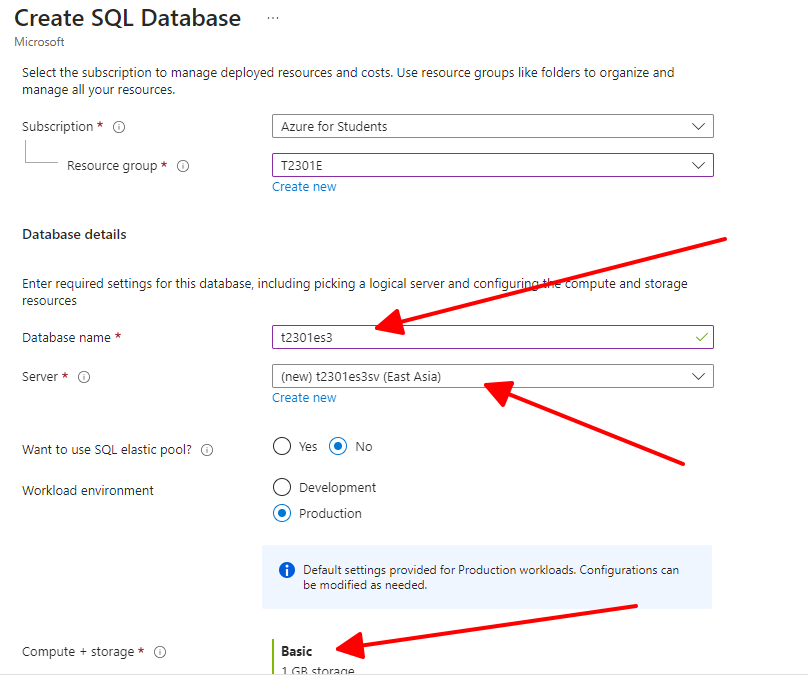 Create SQL Database ...
Microsoft
Select the subscription to manage deployed resources and costs. Use resource groups like folders to organize and
manage all your resources.
Subscription *
Azure for Students
Resource group *
T2301E
Create new
Database details
Enter required settings for this database, including picking a logical server and configuring the compute and storage
resources
Database name *
t2301es3
Server *
(new) t2301es3sv (East Asia)
Create new
Want to use SQL elastic pool?
Yes No
Workload environment
Development
Production
Default settings provided for Production workloads. Configurations can
be modified as needed.
Compute + storage *
Basic
1 GB storage